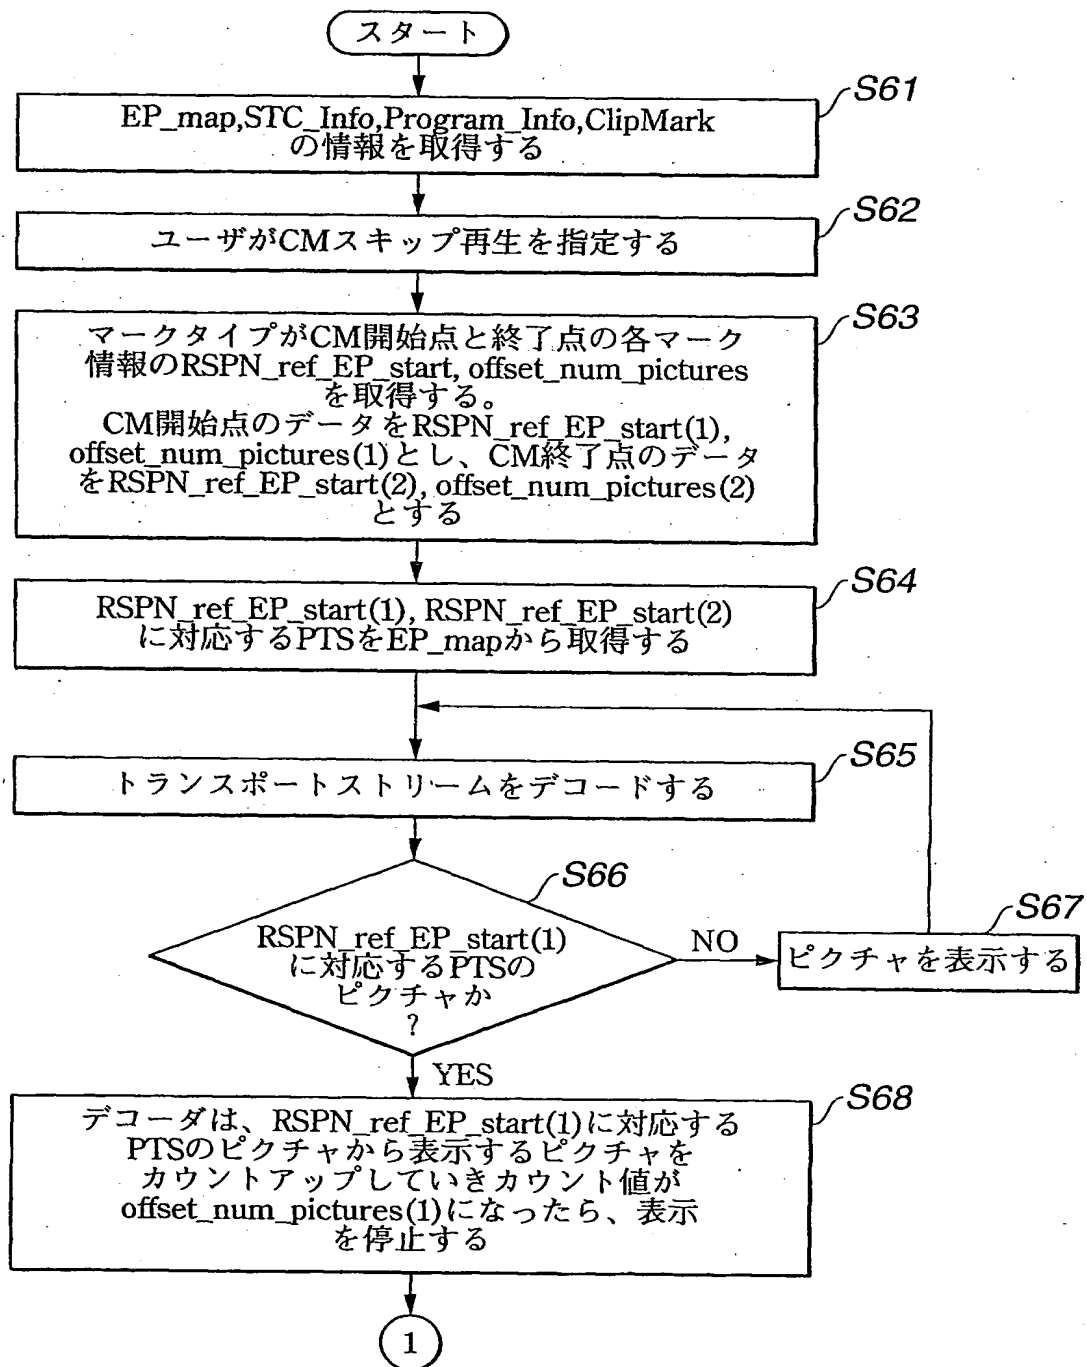 スタート
S61
EP_map,STC_Info,Program_Info,ClipMark
の情報を取得する
S62
ユーザがCMスキップ再生を指定する
S63
マークタイプがCM開始点と終了点の各マーク
情報のRSPN_ref_EP_start, offset_num_pictures
を取得する。
CM開始点のデータをRSPN_ref_EP_start(1),
offset_num_pictures(1)とし、CM終了点のデータ
をRSPN_ref_EP_start(2), offset_num_pictures(2)
とする
S64
RSPN_ref_EP_start(1), RSPN_ref_EP_start(2)
に対応するPTSをEP_mapから取得する
S65
トランスポートストリームをデコードする
S66
RSPN_ref_EP_start(1)
に対応するPTSの
ピクチャか
?
NO
S67
ピクチャを表示する
YES
S68
デコーダは、RSPN_ref_EP_start(1)に対応する
PTSのピクチャから表示するピクチャを
カウントアップしていきカウント値が
offset_num_pictures(1)になったら、表示
を停止する
1